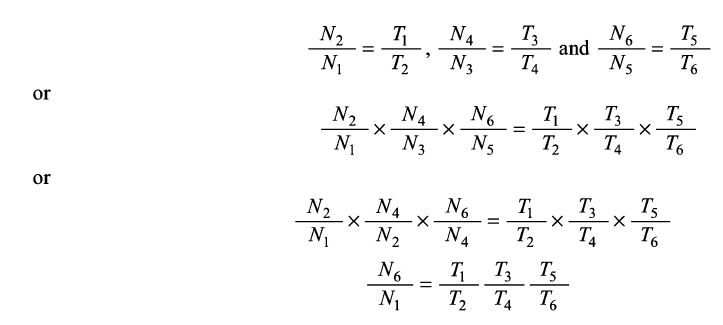 N₂/N₁ = T₁/T₂ , N₄/N₃ = T₃/T₄ and N₆/N₅ = T₅/T₆
or
N₂/N₁ × N₄/N₃ × N₆/N₅ = T₁/T₂ × T₃/T₄ × T₅/T₆
or
N₂/N₁ × N₄/N₂ × N₆/N₄ = T₁/T₂ × T₃/T₄ × T₅/T₆
N₆/N₁ = T₁/T₂ T₃/T₄ T₅/T₆